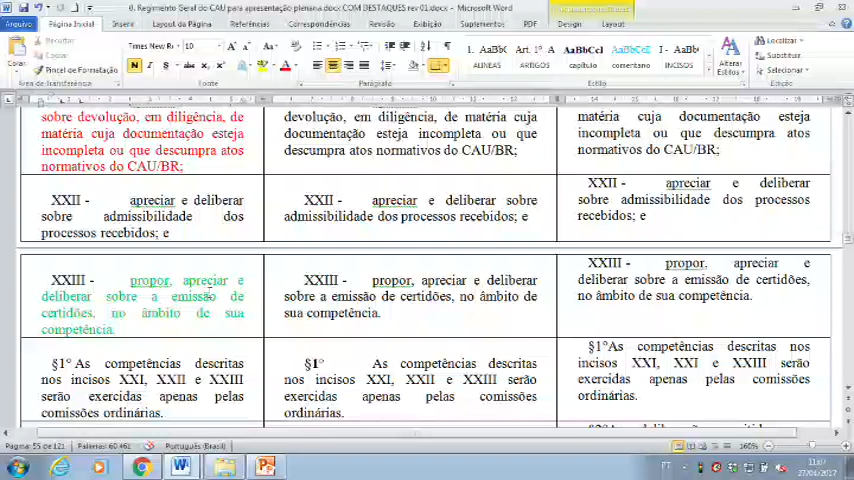 6. Regimento Geral do CAU para apresentação plenana.docx COM DESTAQUES rev 01.docx - Microsoft Word
Arquivo Página Inicial Inserir Layout da Página Referências Correspondências Revisão Exibição Suplementos PDF Design Layout
Colar
Recortar
Copiar
Pincel de Formatação
Área de Transferência
Times New Ro 10
N I S
Fonte
Parágrafo
AaBbC ALINEAS
Art. 1º A ARTIGOS
AaBbCcI capítulo
AaBbCcI comentario
I - AaBb INCISOS
Alterar Estilos
Estilo
Localizar
Substituir
Selecionar
Edição
sobre devolução, em diligência, de
matéria cuja documentação esteja
incompleta ou que descumpra atos
normativos do CAU/BR;
devolução, em diligência, de matéria cuja
documentação esteja incompleta ou que
descumpra atos normativos do CAU/BR;
matéria cuja documentação esteja
incompleta ou que descumpra atos
normativos do CAU/BR;
XXII - apreciar e deliberar
sobre admissibilidade dos
processos recebidos; e
XXII - apreciar e deliberar sobre
admissibilidade dos processos recebidos; e
XXII - apreciar e deliberar
sobre admissibilidade dos processos
recebidos; e
XXIII - propor, apreciar e
deliberar sobre a emissão de
certidões, no âmbito de sua
competência.
XXIII - propor, apreciar e deliberar
sobre a emissão de certidões, no âmbito de
sua competência.
XXIII - propor, apreciar e
deliberar sobre a emissão de certidões,
no âmbito de sua competência.
§1º As competências descritas
nos incisos XXI, XXII e XXIII
serão exercidas apenas pelas
comissões ordinárias.
§1º As competências descritas
nos incisos XXI, XXII e XXIII serão
exercidas apenas pelas comissões
ordinárias.
§1ºAs competências descritas nos
incisos XXI, XXI e XXIII serão
exercidas apenas pelas comissões
ordinárias.
Página: 55 de 121 Palavras: 60.461 Português (Brasil) 160%
PT 11:07
27/04/2017